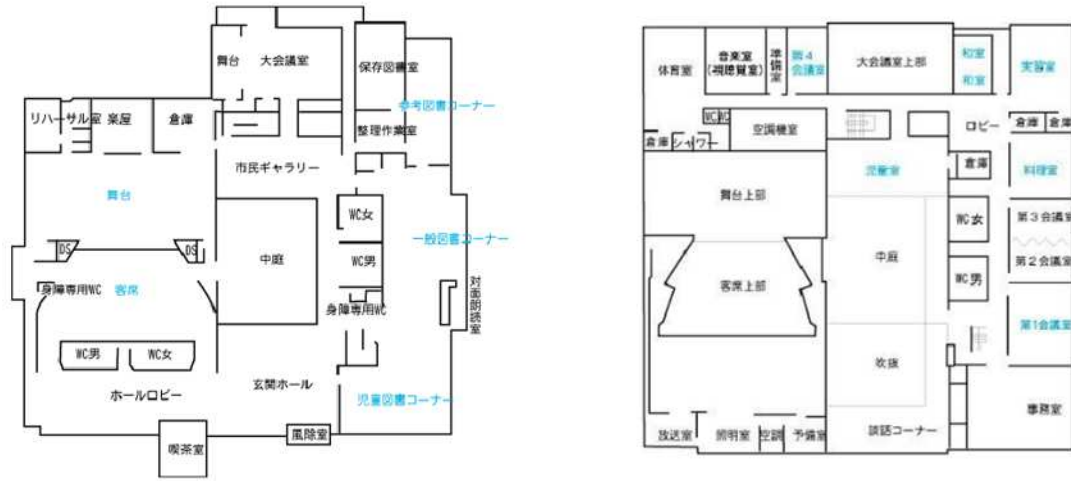 舞台
大会議室
保存図書室
参考図書コーナー
リハーサル室
楽屋
倉庫
整理作業室
市民ギャラリー
舞台
WC女
一般図書コーナー
DS
DS
中庭
WC男
対面朗読室
身障専用WC
客席
身障専用WC
WC男
WC女
ホールロビー
玄関ホール
児童図書コーナー
風除室
喫茶室
体育室
音楽室
(視聴覚室)
準備室
第4
会議室
大会議室上部
和室
和室
実習室
WC
WC
空調機室
ロビー
倉庫
倉庫
倉庫
シャワー
児童室
倉庫
料理室
舞台上部
WC女
第3会議室
中庭
第2会議室
WC男
客席上部
第1会議室
吹抜
事務室
放送室
照明室
空調
予備室
談話コーナー